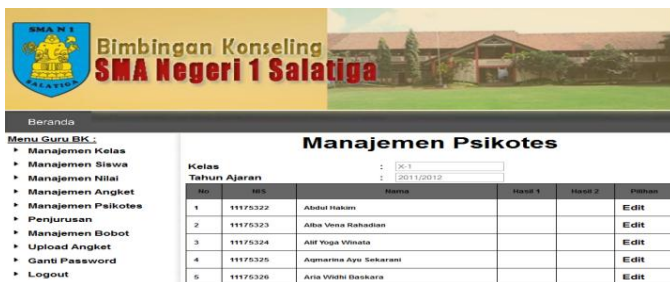 SMA N 1
SALATIGA
Bimbingan Konseling
SMA Negeri 1 Salatiga
Beranda
Menu Guru BK :
Manajemen Kelas
Manajemen Siswa
Manajemen Nilai
Manajemen Angket
Manajemen Psikotes
Penjurusan
Manajemen Bobot
Upload Angket
Ganti Password
Logout
Manajemen Psikotes
Kelas : X-1
Tahun Ajaran : 2011/2012
No NIS Nama Hasil 1 Hasil 2 Pilihan
1 11175322 Abdul Hakim Edit
2 11175323 Alba Vena Rahadian Edit
3 11175324 Alif Yoga Winata Edit
4 11175325 Aqmarina Ayu Sekarani Edit
5 11175326 Aria Widhi Baskara Edit